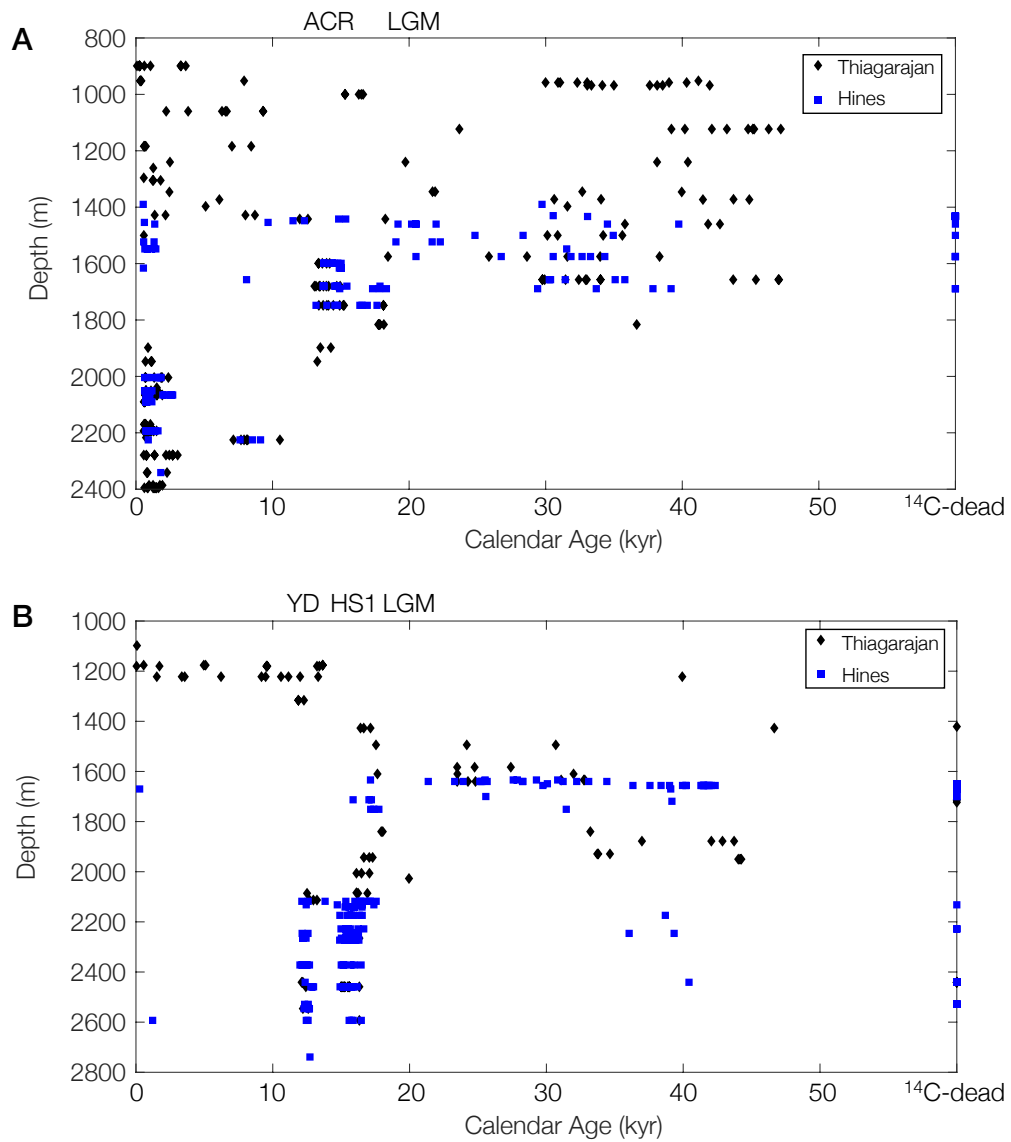 ACR LGM
A
800
1000
1200
1400
1600
1800
2000
2200
2400
Depth (m)
Thiagarajan
Hines
0 10 20 30 40 50 ¹⁴C-dead
Calendar Age (kyr)
YD HS1 LGM
B
1000
1200
1400
1600
1800
2000
2200
2400
2600
2800
Depth (m)
Thiagarajan
Hines
0 10 20 30 40 50 ¹⁴C-dead
Calendar Age (kyr)